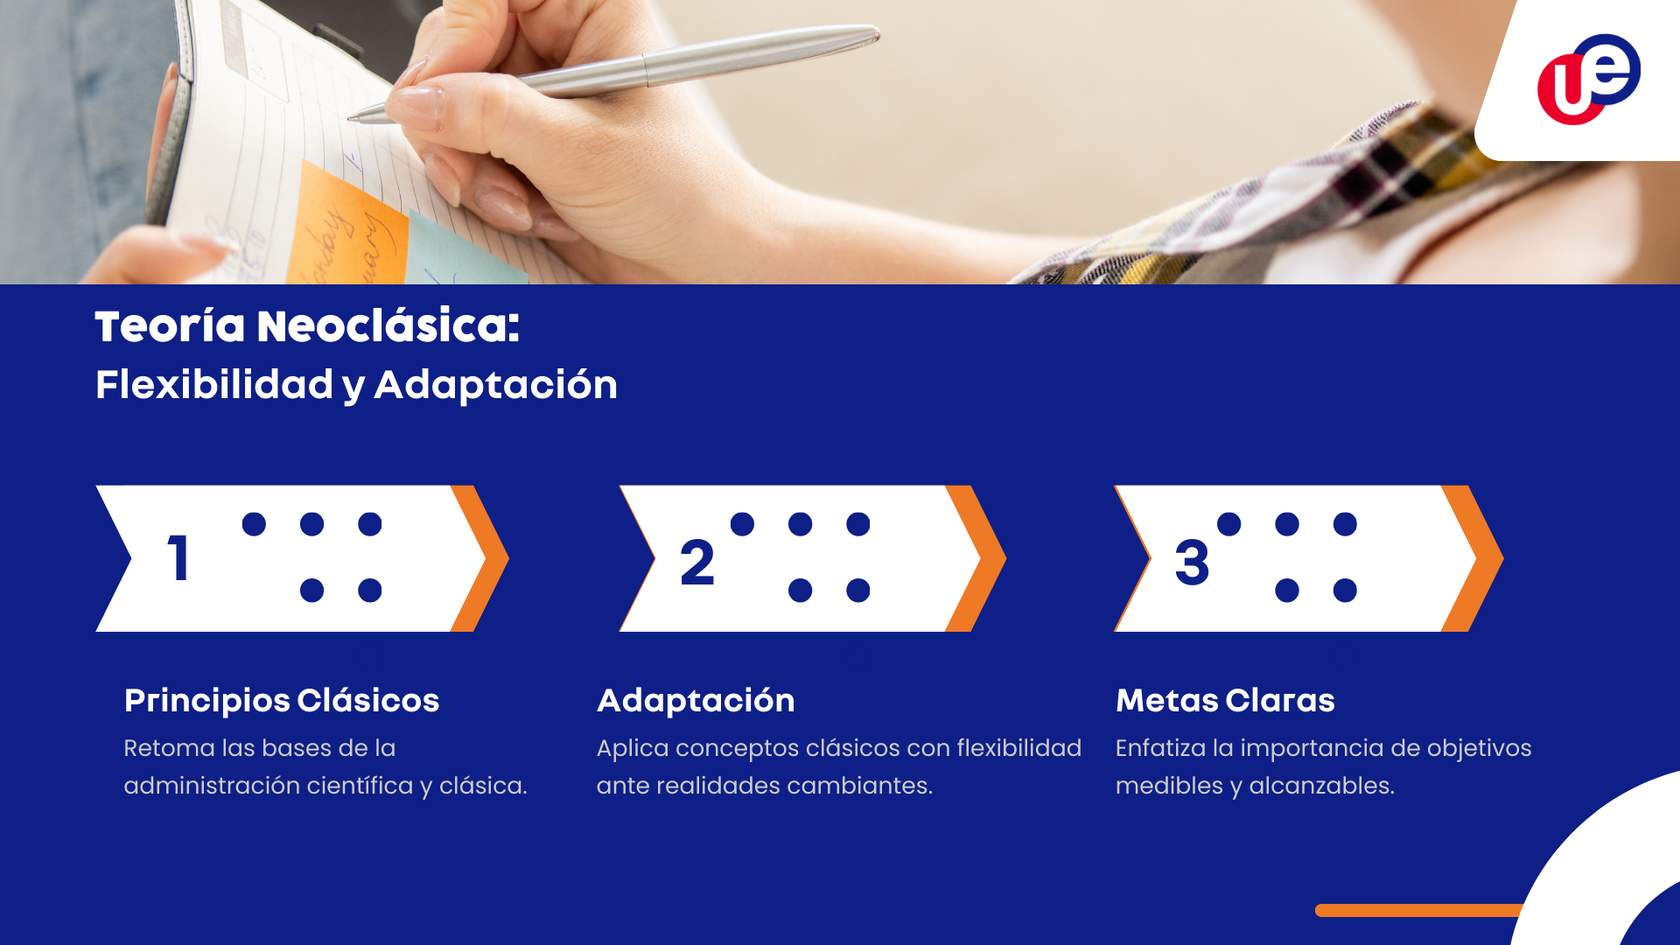 ue
Teoría Neoclásica:
Flexibilidad y Adaptación
1
2
3
Principios Clásicos
Retoma las bases de la
administración científica y clásica.
Adaptación
Aplica conceptos clásicos con flexibilidad
ante realidades cambiantes.
Metas Claras
Enfatiza la importancia de objetivos
medibles y alcanzables.